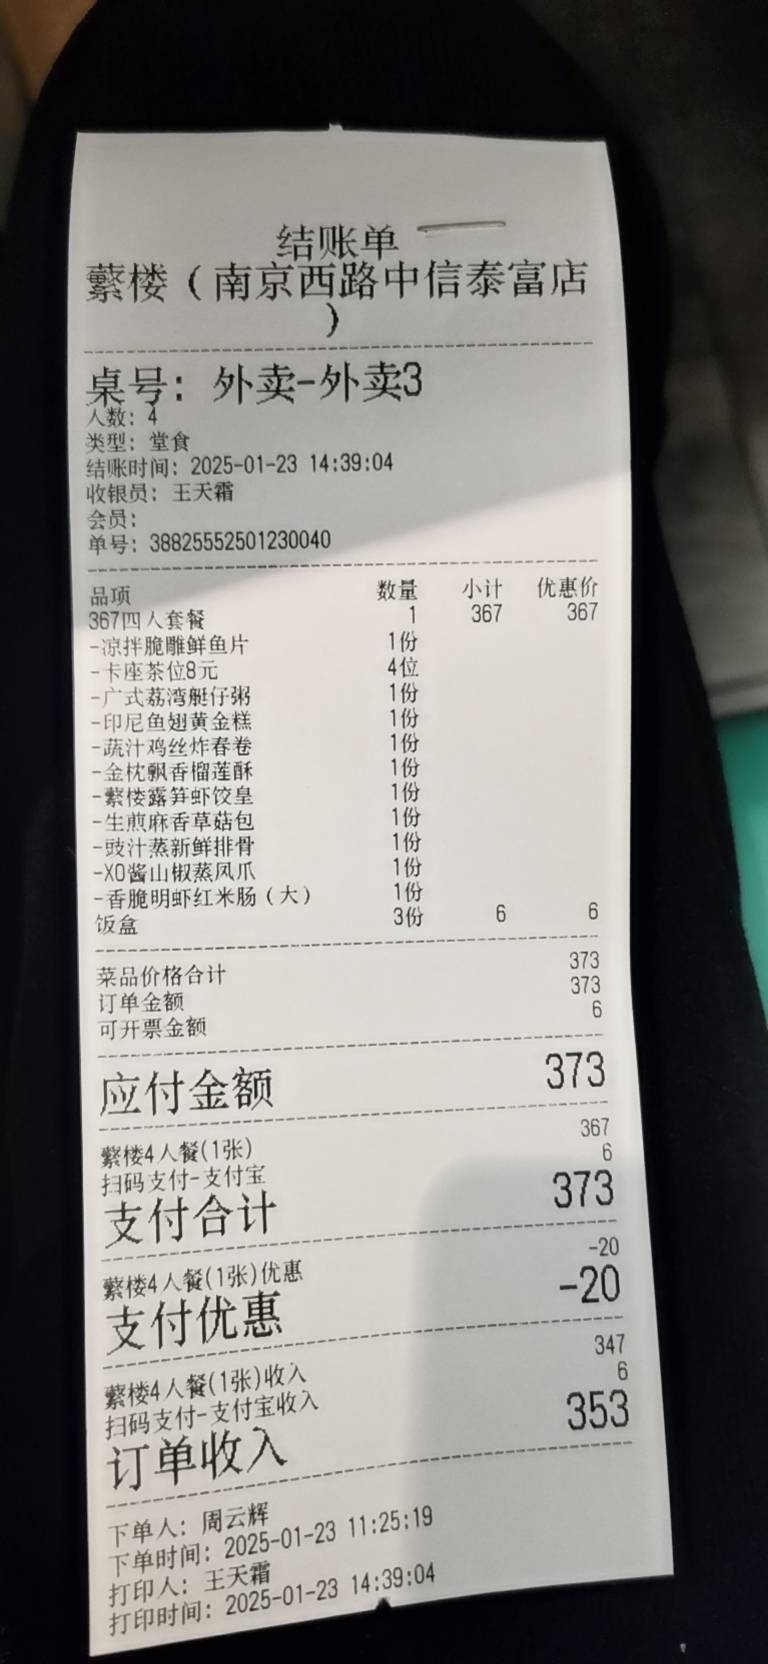 结账单
蘩楼（南京西路中信泰富店
）
桌号: 外卖-外卖3
人数: 4
类型: 堂食
结账时间: 2025-01-23 14:39:04
收银员: 王天霜
会员:
单号: 38825552501230040
品项 数量 小计 优惠价
367四人套餐 1 367 367
-凉拌脆雕鲜鱼片 1份
-卡座茶位8元 4位
-广式荔湾艇仔粥 1份
-印尼鱼翅黄金糕 1份
-蔬汁鸡丝炸春卷 1份
-金枕飘香榴莲酥 1份
-蘩楼露笋虾饺皇 1份
-生煎麻香草菇包 1份
-豉汁蒸新鲜排骨 1份
-XO酱山椒蒸凤爪 1份
-香脆明虾红米肠（大） 1份
饭盒 3份 6 6
菜品价格合计 373
订单金额 373
可开票金额 6
应付金额 373
蘩楼4人餐(1张) 367
扫码支付-支付宝 6
支付合计 373
蘩楼4人餐(1张)优惠 -20
支付优惠 -20
蘩楼4人餐(1张)收入 347
扫码支付-支付宝收入 6
订单收入 353
下单人: 周云辉
下单时间: 2025-01-23 11:25:19
打印人: 王天霜
打印时间: 2025-01-23 14:39:04